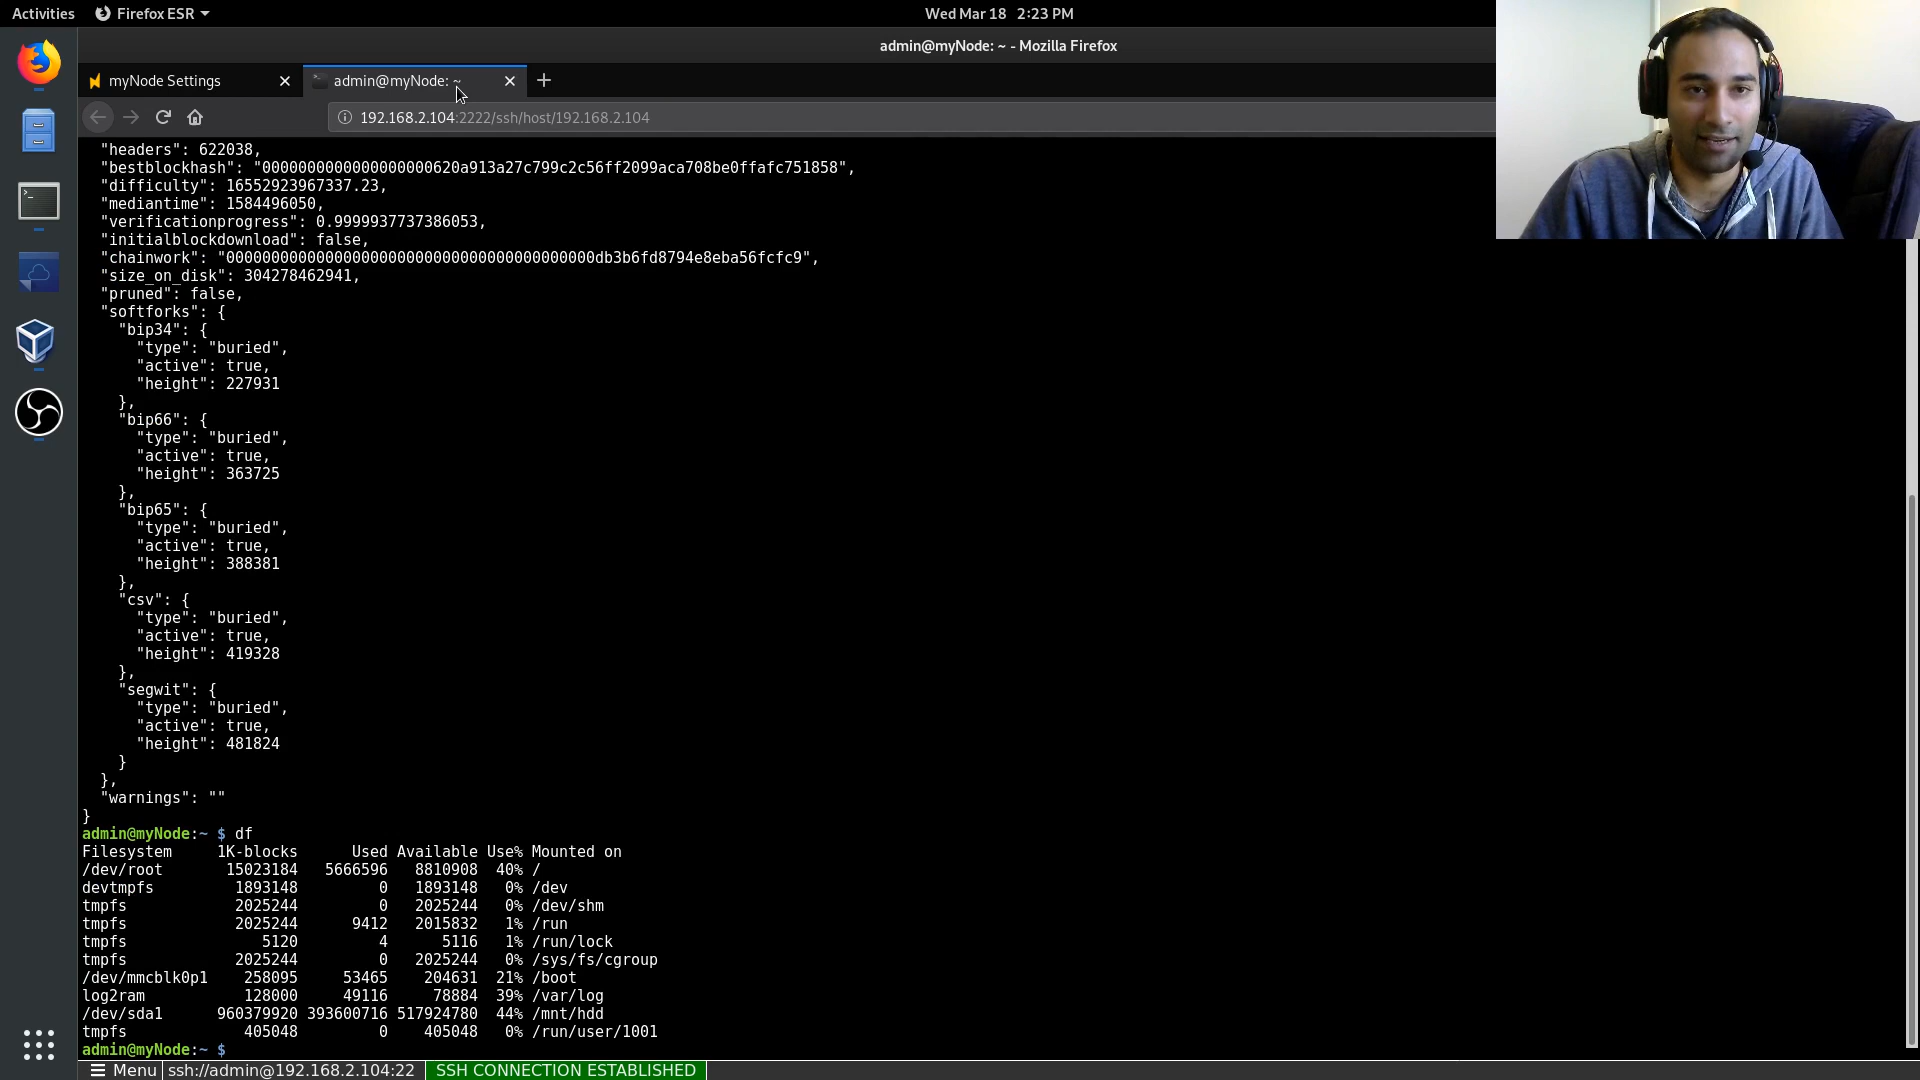 Activities Firefox ESR Wed Mar 18 2:23 PM
admin@myNode: ~ - Mozilla Firefox
myNode Settings admin@myNode: ~
192.168.2.104:2222/ssh/host/192.168.2.104
"headers": 622038,
"bestblockhash": "0000000000000000000620a913a27c799c2c56ff2099aca708be0ffafc751858",
"difficulty": 16552923967337.23,
"mediantime": 1584496050,
"verificationprogress": 0.9999937737386053,
"initialblockdownload": false,
"chainwork": "00000000000000000000000000000000000000000db3b6fd8794e8eba56fcfc9",
"size_on_disk": 304278462941,
"pruned": false,
"softforks": {
"bip34": {
"type": "buried",
"active": true,
"height": 227931
},
"bip66": {
"type": "buried",
"active": true,
"height": 363725
},
"bip65": {
"type": "buried",
"active": true,
"height": 388381
},
"csv": {
"type": "buried",
"active": true,
"height": 419328
},
"segwit": {
"type": "buried",
"active": true,
"height": 481824
}
},
"warnings": ""
}
admin@myNode:~ $ df
Filesystem 1K-blocks Used Available Use% Mounted on
/dev/root 15023184 5666596 8810908 40% /
devtmpfs 1893148 0 1893148 0% /dev
tmpfs 2025244 0 2025244 0% /dev/shm
tmpfs 2025244 9412 2015832 1% /run
tmpfs 5120 4 5116 1% /run/lock
tmpfs 2025244 0 2025244 0% /sys/fs/cgroup
/dev/mmcblk0p1 258095 53465 204631 21% /boot
log2ram 128000 49116 78884 39% /var/log
/dev/sda1 960379920 393600716 517924780 44% /mnt/hdd
tmpfs 405048 0 405048 0% /run/user/1001
admin@myNode:~ $
Menu ssh://admin@192.168.2.104:22 SSH CONNECTION ESTABLISHED